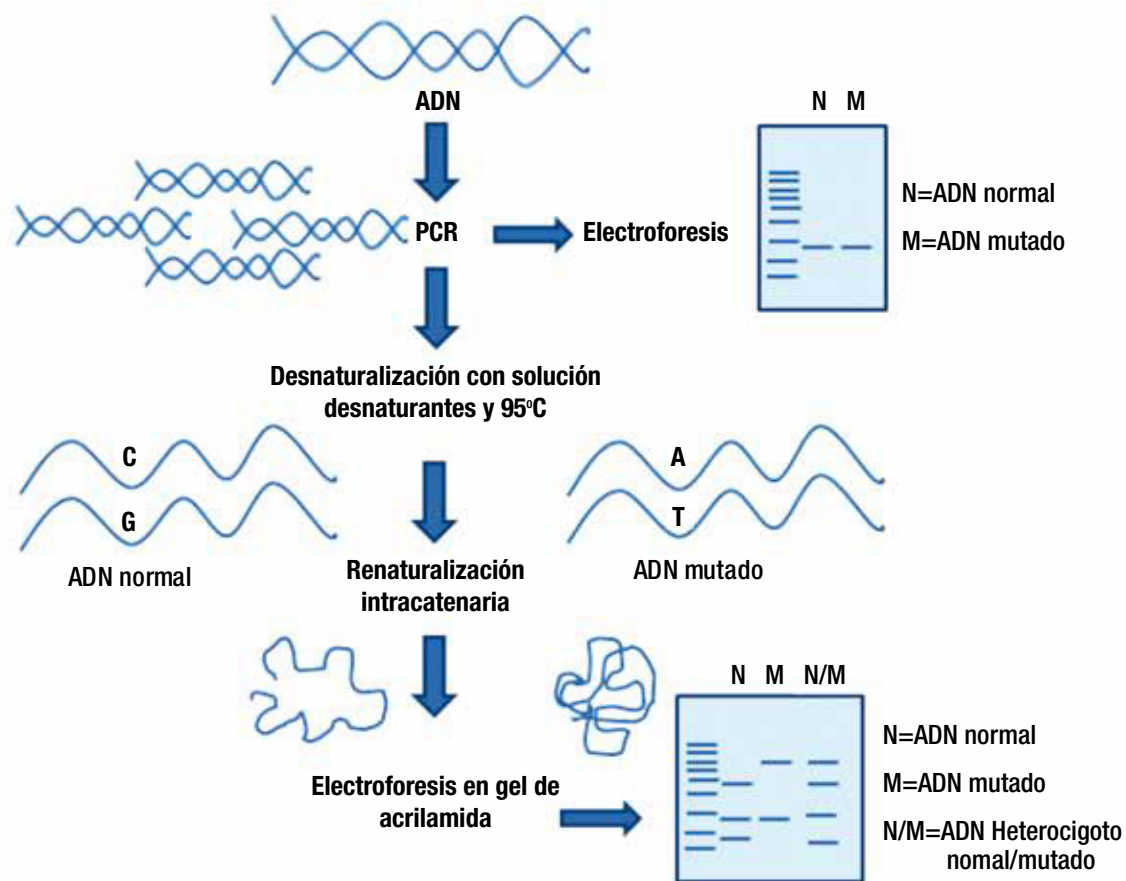 ADN
N M
N=ADN normal
M=ADN mutado
PCR
Electroforesis
Desnaturalización con solución
desnaturantes y 95ºC
C
G
ADN normal
A
T
ADN mutado
Renaturalización
intracatenaria
N M N/M
N=ADN normal
M=ADN mutado
N/M=ADN Heterocigoto
nomal/mutado
Electroforesis en gel de
acrilamida